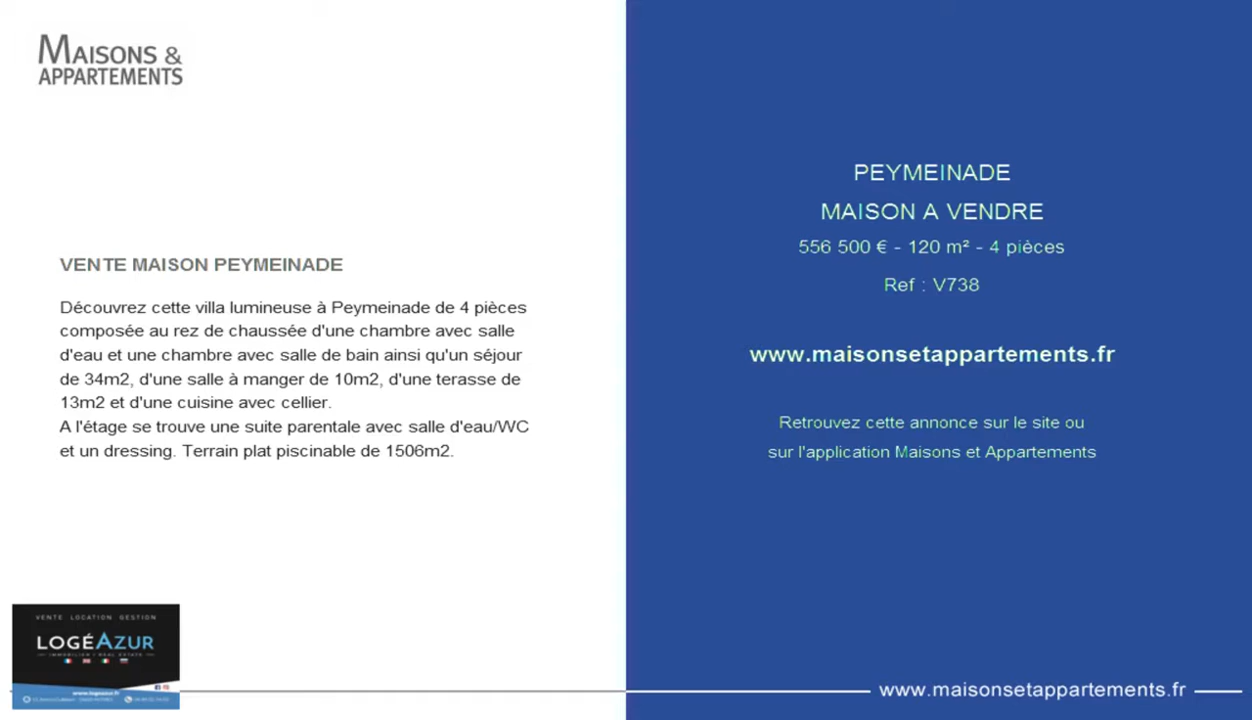 MAISONS &
APPARTEMENTS
VENTE MAISON PEYMEINADE
Découvrez cette villa lumineuse à Peymeinade de 4 pièces
composée au rez de chaussée d'une chambre avec salle
d'eau et une chambre avec salle de bain ainsi qu'un séjour
de 34m2, d'une salle à manger de 10m2, d'une terasse de
13m2 et d'une cuisine avec cellier.
A l'étage se trouve une suite parentale avec salle d'eau/WC
et un dressing. Terrain plat piscinable de 1506m2.
VENTE LOCATION GESTION
LOGÉAZUR
IMMOBILIER / REAL ESTATE
PEYMEINADE
MAISON A VENDRE
556 500 € - 120 m² - 4 pièces
Ref : V738
www.maisonsetappartements.fr
Retrouvez cette annonce sur le site ou
sur l'application Maisons et Appartements
www.maisonsetappartements.fr